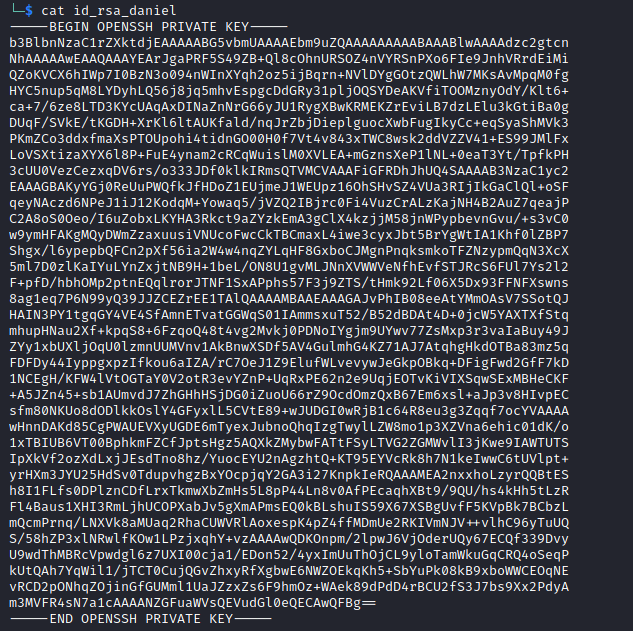 └─$ cat id_rsa_daniel
-----BEGIN OPENSSH PRIVATE KEY-----
b3BlbnNzaC1rZXktdjEAAAAABG5vbmUAAAAEbm9uZQAAAAAAAAABAAABlwAAAAdzc2gtcn
NhAAAAAwEAAQAAAYEArJgaPRF5S49ZB+Ql8cOhnURSOZ4nVYRSnPXo6FIe9JnhVRrdEiMi
QZoKVCX6hIWp7I0BzN3o094nWInXYqh2oz5ijBqrn+NVlDYgGOtzQWLhW7MKsAvMpqM0fg
HYC5nup5qM8LYDyhLQ56j8jq5mhvEspgcDdGRy31pljOQSYDeAKVfiTOOMznyOdY/Klt6+
ca+7/6ze8LTD3KYcUAqAxDINaZnNrG66yJU1RygXBwKRMEKZrEviLB7dzLElu3kGtiBa0g
DUqF/SVkE/tKGDH+XrKl6ltAUKfald/nqJrZbjDieplguocXwbFugIkyCc+eqSyaShMVk3
PKmZCo3ddxfmaXsPTOUpohi4tidnGO00H0f7Vt4v843xTWC8wsk2ddVZZV41+ES99JMlFx
LoVSXtizaXYX6l8P+FuE4ynam2cRCqWuislM0XVLEA+mGznsXeP1lNL+0eaT3Yt/TpfkPH
3cUU0VezCezxqDV6rs/o333JDf0klkIRmsQTVMCVAAAFiGFRDhJhUQ4SAAAAB3NzaC1yc2
EAAAGBAKyYGj0ReUuPWQfkJfHDoZ1EUjmeJ1WEUpz16OhSHvSZ4VUa3RIjIkGaClQl+oSF
qeyNAczd6NPeJ1iJ12KodqM+Yowaq5/jVZQ2IBjrc0Fi4VuzCrALzKajNH4B2AuZ7qeajP
C2A8oS0Oeo/I6uZobxLKYHA3Rkct9aZYzkEmA3gClX4kzjjM58jnWPypbevnGvu/+s3vC0
w9ymHFAKgMQyDWmZzaxuusiVNUcoFwcCkTBCmaxL4iwe3cyxJbt5BrYgWtIA1Khf0lZBP7
Shgx/l6ypepbQFCn2pXf56ia2W4w4nqZYLqHF8GxboCJMgnPnqksmkoTFZNzypmQqN3XcX
5ml7D0zlKaIYuLYnZxjtNB9H+1beL/ON8U1gvMLJNnXVWWVeNfhEvfSTJRcS6FUl7Ys2l2
F+pfD/hbhOMp2ptnEQqlrorJTNF1SxAPphs57F3j9ZTS/tHmk92Lf06X5Dx93FFNFXswns
8ag1eq7P6N99yQ39JJZCEZrEE1TAlQAAAAMBAAEAAAGAJvPhIB08eeAtYMmOAsV7SSotQJ
HAIN3PY1tgqGY4VE4SfAmnETvatGGWqS01IAmmsxuT52/B52dBDAt4D+0jcW5YAXTXfStq
mhupHNau2Xf+kpqS8+6FzqoQ48t4vg2Mvkj0PDNoIYgjm9UYwv77ZsMxp3r3vaIaBuy49J
ZYy1xbUXljOqU0lzmnUUMVnv1AkBnwXSDf5AV4GulmhG4KZ71AJ7AtqhgHkdOTBa83mz5q
FDFDy44IyppgxpzIfkou6aIZA/rC7OeJ1Z9ElufWLvevywJeGkpOBkq+DFigFwd2GfF7kD
1NCEgH/KFW4lVtOGTaY0V2otR3evYZnP+UqRxPE62n2e9UqjEOTvKiVIXSqwSExMBHeCKF
+A5JZn45+sb1AUmvdJ7ZhGHhHSjDG0iZuoU66rZ9OcdOmzQxB67Em6xsl+aJp3v8HIvpEC
sfm80NKUo8dODlkkOslY4GFyxlL5CVtE89+wJUDGI0wRjB1c64R8eu3g3Zqqf7ocYVAAAA
wHnnDAKd85CgPWAUEVXyUGDE6mTyexJubnoQhqIzgTwylLZW8mo1p3XZVna6ehic01dK/o
1xTBIUB6VT00BphkmFZCfJptsHgz5AQXkZMybwFATtFSyLTVG2ZGMWvlI3jKwe9IAWTUTS
IpXkVf2ozXdLxjJEsdTno8hz/YuocEYU2nAgzhtQ+KT95EYVcRk8h7N1keIwwC6tUVlpt+
yrHXm3JYU25HdSv0TdupvhgzBxYOcpjqY2GA3i27KnpkIeRQAAAMEA2nxxhoLzyrQQBtES
h8I1FLfs0DPlznCDfLrxTkmwXbZmHs5L8pP44Ln8v0AfPEcaqhXBt9/9QU/hs4kHh5tLzR
Fl4Baus1XHI3RmLjhUCOPXabJv5gXmAPmsEQ0kBLshuIS59X67XSBgUvfF5KVpBk7BCbzL
mQcmPrnq/LNXVk8aMUaq2RhaCUWVRlAoxespK4pZ4ffMDmUe2RKIVmNJV++vlhC96yTuUQ
S/58hZP3xlNRwlfKOw1LPzjxqhY+vzAAAAwQDKOnpm/2lpwJ6VjOderUQy67ECQf339Dvy
U9wdThMBRcVpwdgl6z7UXI00cja1/EDon52/4yxImUuThOjCL9yloTamWkuGqCRQ4oSeqP
kUtQAh7YqWil1/jTCT0CujQGvZhxyRfXgbwE6NWZOEkqKh5+SbYuPk08kB9xboWWCEOqNE
vRCD2pONhqZOjinGfGUMml1UaJZzxZs6F9hmOz+WAek89dPdD4rBCU2fS3J7bs9Xx2PdyA
m3MVFR4sN7a1cAAAANZGFuaWVsQEVudGl0eQECAwQFBg==
-----END OPENSSH PRIVATE KEY-----